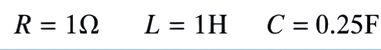 R = 1Ω L = 1H C = 0.25F